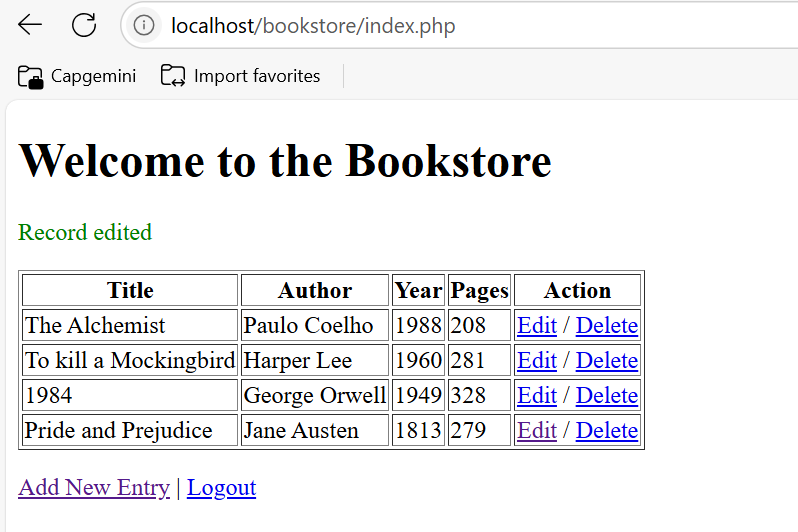 localhost/bookstore/index.php
Capgemini Import favorites
Welcome to the Bookstore
Record edited
Title Author Year Pages Action
The Alchemist Paulo Coelho 1988 208 Edit / Delete
To kill a Mockingbird Harper Lee 1960 281 Edit / Delete
1984 George Orwell 1949 328 Edit / Delete
Pride and Prejudice Jane Austen 1813 279 Edit / Delete
Add New Entry | Logout